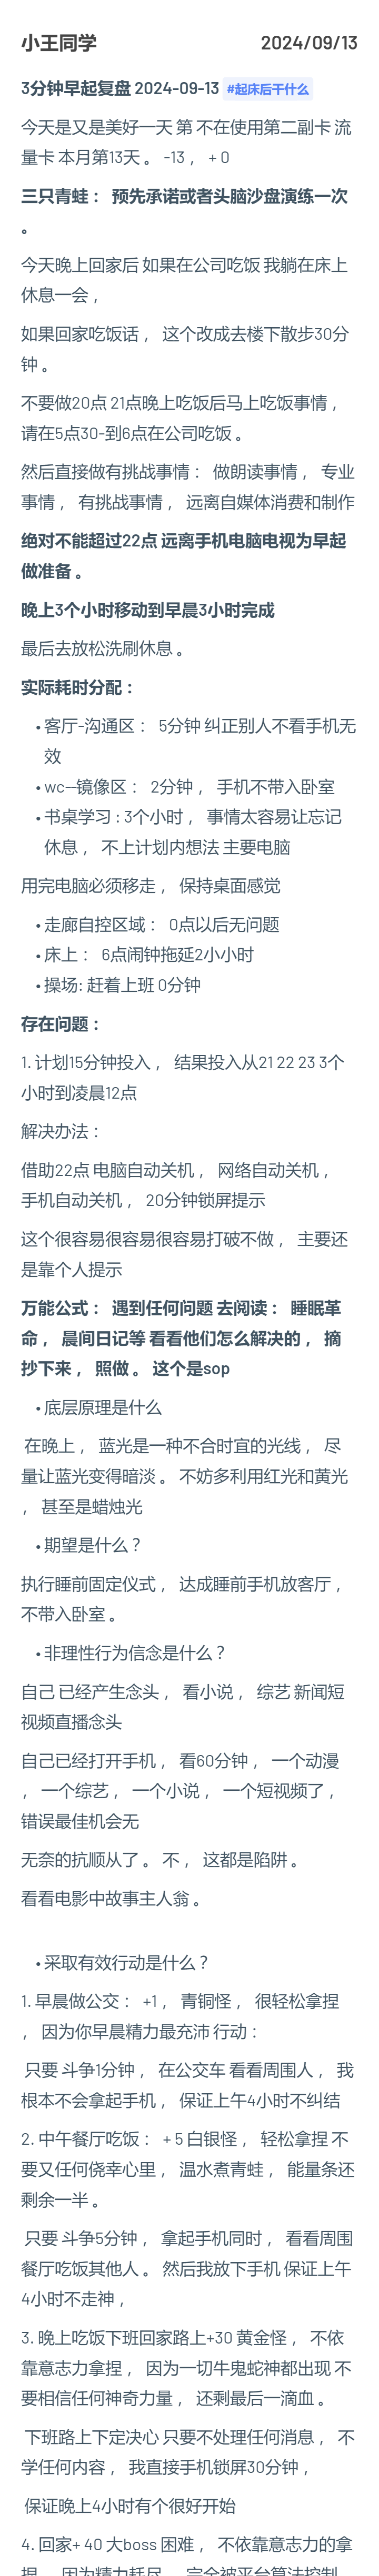 小王同学 2024/09/13
3分钟早起复盘 2024-09-13 #起床后干什么
今天是又是美好一天 第 不在使用第二副卡 流
量卡 本月第13天 。 -13 ， + 0
三只青蛙： 预先承诺或者头脑沙盘演练一次
。
今天晚上回家后 如果在公司吃饭 我躺在床上
休息一会 ，
如果回家吃饭话 ， 这个改成去楼下散步30分
钟 。
不要做20点 21点晚上吃饭后马上吃饭事情 ，
请在5点30-到6点在公司吃饭 。
然后直接做有挑战事情 ： 做朗读事情 ， 专业
事情 ， 有挑战事情 ， 远离自媒体消费和制作
绝对不能超过22点 远离手机电脑电视为早起
做准备 。
晚上3个小时移动到早晨3小时完成
最后去放松洗刷休息 。
实际耗时分配 ：
• 客厅-沟通区 ： 5分钟 纠正别人不看手机无
效
• wc--镜像区 ： 2分钟 ， 手机不带入卧室
• 书桌学习 : 3个小时 ， 事情太容易让忘记
休息 ， 不上计划内想法 主要电脑
用完电脑必须移走 ， 保持桌面感觉
• 走廊自控区域 ： 0点以后无问题
• 床上 ： 6点闹钟拖延2小小时
• 操场: 赶着上班 0分钟
存在问题 ：
1. 计划15分钟投入 ， 结果投入从21 22 23 3个
小时到凌晨12点
解决办法 ：
借助22点 电脑自动关机 ， 网络自动关机 ，
手机自动关机 ， 20分钟锁屏提示
这个很容易很容易很容易打破不做 ， 主要还
是靠个人提示
万能公式 ： 遇到任何问题 去阅读 ： 睡眠革
命 ， 晨间日记等 看看他们怎么解决的 ， 摘
抄下来 ， 照做 。 这个是sop
• 底层原理是什么
在晚上 ， 蓝光是一种不合时宜的光线 ， 尽
量让蓝光变得暗淡 。 不妨多利用红光和黄光
， 甚至是蜡烛光
• 期望是什么 ？
执行睡前固定仪式 ， 达成睡前手机放客厅 ，
不带入卧室 。
• 非理性行为信念是什么 ？
自己 已经产生念头 ， 看小说 ， 综艺 新闻短
视频直播念头
自己已经打开手机 ， 看60分钟 ， 一个动漫
， 一个综艺 ， 一个小说 ， 一个短视频了 ，
错误最佳机会无
无奈的抗顺从了 。 不 ， 这都是陷阱 。
看看电影中故事主人翁 。
• 采取有效行动是什么 ？
1. 早晨做公交 ： +1 ， 青铜怪 ， 很轻松拿捏
， 因为你早晨精力最充沛 行动 ：
只要 斗争1分钟 ， 在公交车 看看周围人 ， 我
根本不会拿起手机 ， 保证上午4小时不纠结
2. 中午餐厅吃饭 ： + 5 白银怪 ， 轻松拿捏 不
要又任何侥幸心里 ， 温水煮青蛙 ， 能量条还
剩余一半 。
只要 斗争5分钟 ， 拿起手机同时 ， 看看周围
餐厅吃饭其他人 。 然后我放下手机 保证上午
4小时不走神 ，
3. 晚上吃饭下班回家路上+30 黄金怪 ， 不依
靠意志力拿捏 ， 因为一切牛鬼蛇神都出现 不
要相信任何神奇力量 ， 还剩最后一滴血 。
下班路上下定决心 只要不处理任何消息 ， 不
学任何内容 ， 我直接手机锁屏30分钟 ，
保证晚上4小时有个很好开始
4. 回家+ 40 大boss 困难 ， 不依靠意志力的拿
捏 ， 因为精力耗尽 ， 完全被平台算法控制